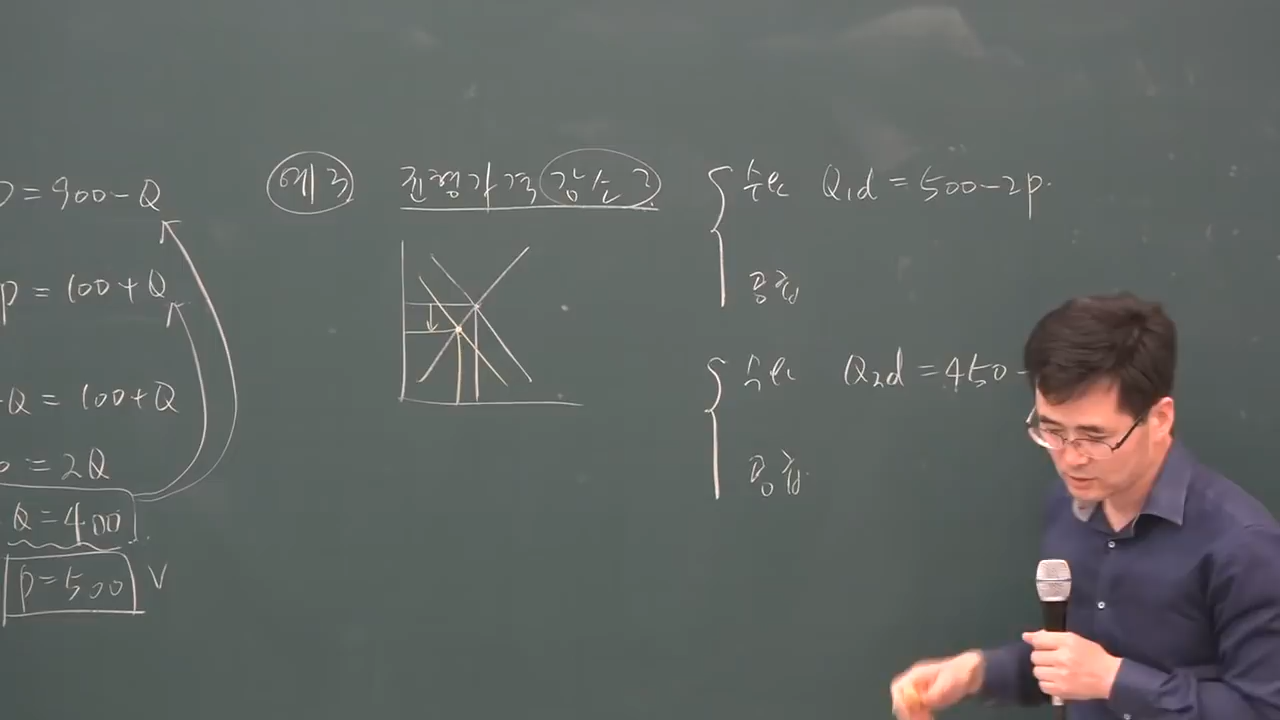 P = 900 - Q
P = 100 + Q
-Q = 100 + Q
= 2Q
Q = 400
P = 500 V
예3 균형가격 감소?
수요 Q1d = 500 - 2P.
공급
수요 Q2d = 450 -
공급